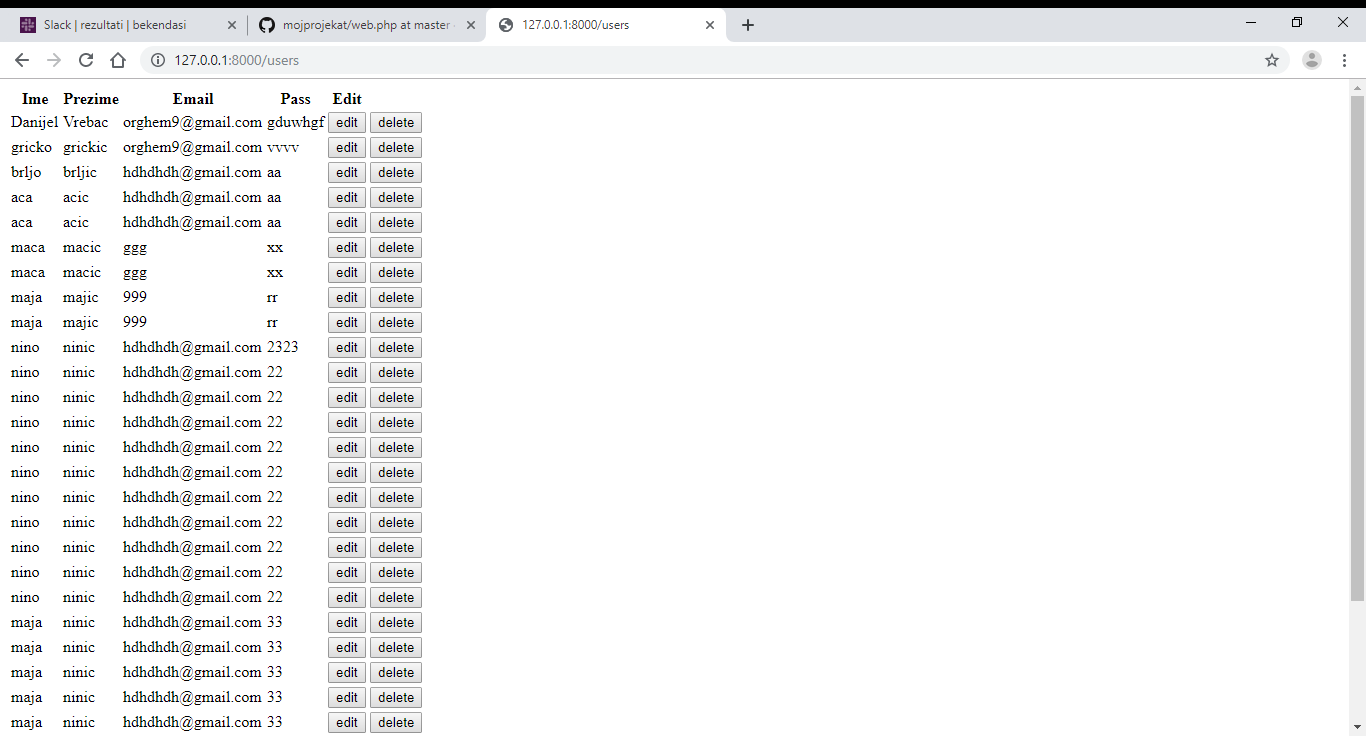 Slack | rezultati | bekendasi
mojprojekat/web.php at master
127.0.0.1:8000/users
127.0.0.1:8000/users
Ime Prezime Email Pass Edit
Danijel Vrebac orghem9@gmail.com gduwhgf edit delete
gricko grickic orghem9@gmail.com vvvv edit delete
brljo brljic hdhdhdh@gmail.com aa edit delete
aca acic hdhdhdh@gmail.com aa edit delete
aca acic hdhdhdh@gmail.com aa edit delete
maca macic ggg xx edit delete
maca macic ggg xx edit delete
maja majic 999 rr edit delete
maja majic 999 rr edit delete
nino ninic hdhdhdh@gmail.com 2323 edit delete
nino ninic hdhdhdh@gmail.com 22 edit delete
nino ninic hdhdhdh@gmail.com 22 edit delete
nino ninic hdhdhdh@gmail.com 22 edit delete
nino ninic hdhdhdh@gmail.com 22 edit delete
nino ninic hdhdhdh@gmail.com 22 edit delete
nino ninic hdhdhdh@gmail.com 22 edit delete
nino ninic hdhdhdh@gmail.com 22 edit delete
nino ninic hdhdhdh@gmail.com 22 edit delete
nino ninic hdhdhdh@gmail.com 22 edit delete
nino ninic hdhdhdh@gmail.com 22 edit delete
maja ninic hdhdhdh@gmail.com 33 edit delete
maja ninic hdhdhdh@gmail.com 33 edit delete
maja ninic hdhdhdh@gmail.com 33 edit delete
maja ninic hdhdhdh@gmail.com 33 edit delete
maja ninic hdhdhdh@gmail.com 33 edit delete